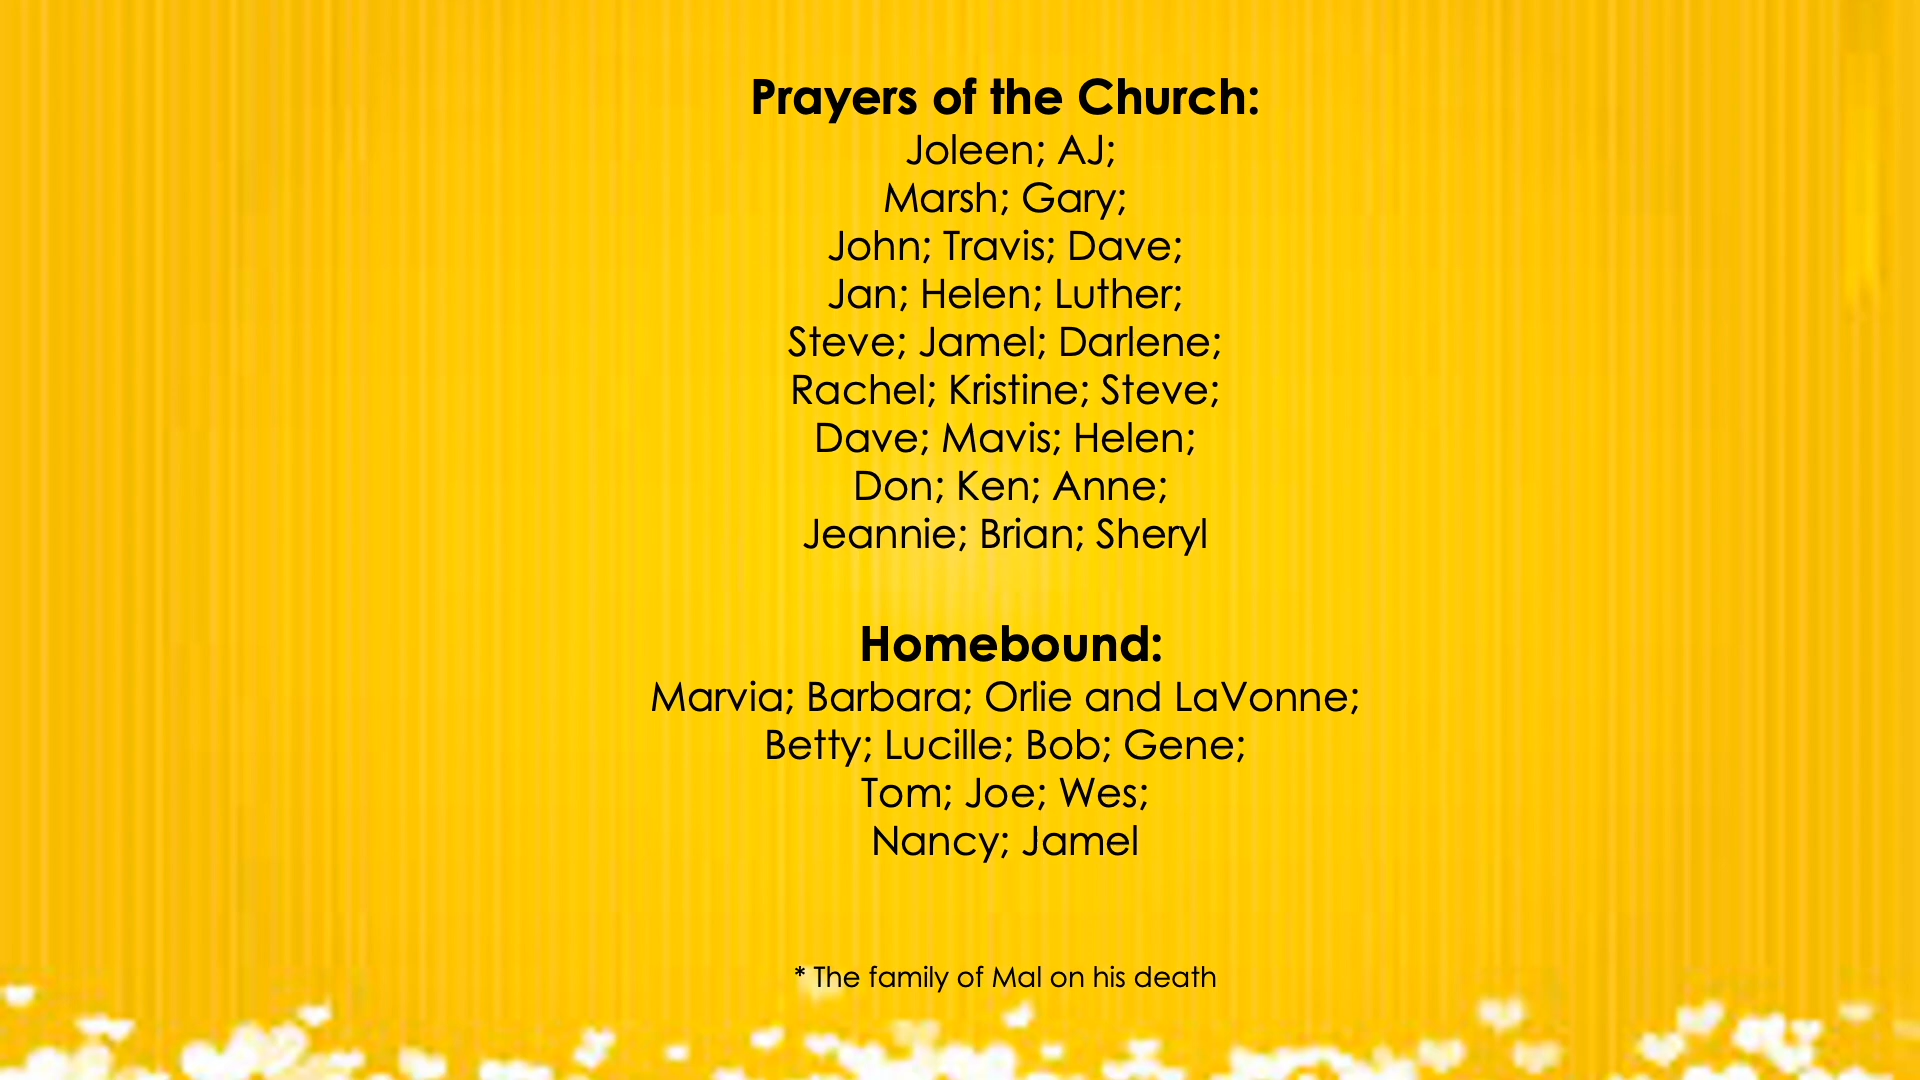 Prayers of the Church:
Joleen; AJ;
Marsh; Gary;
John; Travis; Dave;
Jan; Helen; Luther;
Steve; Jamel; Darlene;
Rachel; Kristine; Steve;
Dave; Mavis; Helen;
Don; Ken; Anne;
Jeannie; Brian; Sheryl
Homebound:
Marvia; Barbara; Orlie and LaVonne;
Betty; Lucille; Bob; Gene;
Tom; Joe; Wes;
Nancy; Jamel
* The family of Mal on his death